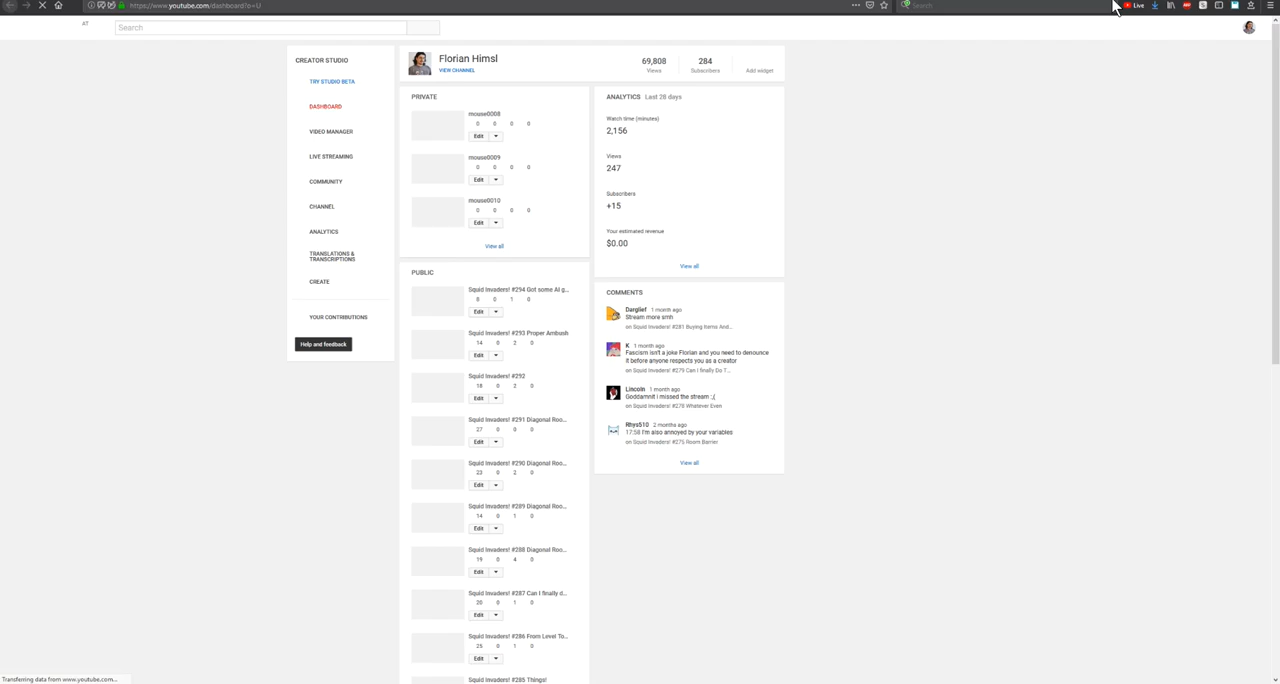 https://www.youtube.com/dashboard?o=U
Search
Live
AT
Search
CREATOR STUDIO
TRY STUDIO BETA
DASHBOARD
VIDEO MANAGER
LIVE STREAMING
COMMUNITY
CHANNEL
ANALYTICS
TRANSLATIONS &
TRANSCRIPTIONS
CREATE
YOUR CONTRIBUTIONS
Help and feedback
Florian Himsl
VIEW CHANNEL
69,808
Views
284
Subscribers
Add widget
PRIVATE
mouse0008
0 0 0 0
Edit
mouse0009
0 0 0 0
Edit
mouse0010
0 0 0 0
Edit
View all
PUBLIC
Squid Invaders! #294 Got some AI g...
8 0 1 0
Edit
Squid Invaders! #293 Proper Ambush
14 0 2 0
Edit
Squid Invaders! #292
18 0 2 0
Edit
Squid Invaders! #291 Diagonal Roo...
27 0 0 0
Edit
Squid Invaders! #290 Diagonal Roo...
23 0 2 0
Edit
Squid Invaders! #289 Diagonal Roo...
14 0 1 0
Edit
Squid Invaders! #288 Diagonal Roo...
19 0 4 0
Edit
Squid Invaders! #287 Can I finally d...
20 0 1 0
Edit
Squid Invaders! #286 From Level To...
25 0 1 0
Edit
Squid Invaders! #285 Things!
ANALYTICS Last 28 days
Watch time (minutes)
2,156
Views
247
Subscribers
+15
Your estimated revenue
$0.00
View all
COMMENTS
Darglief 1 month ago
Stream more smh
on Squid Invaders! #281 Buying Items And...
K 1 month ago
Fascism isn't a joke Florian and you need to denounce
it before anyone respects you as a creator
on Squid Invaders! #279 Can I finally Do T...
Lincoln 1 month ago
Goddamnit i missed the stream :,(
on Squid Invaders! #278 Whatever Even
Rhys510 2 months ago
17:58 I'm also annoyed by your variables
on Squid Invaders! #275 Room Barrier
View all
Transferring data from www.youtube.com...